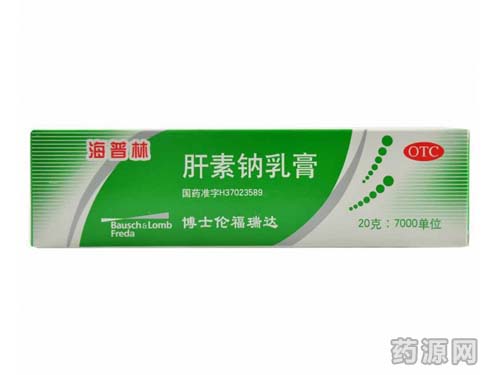 海普林
肝素钠乳膏
国药准字H37023589
OTC
Bausch&Lomb
Freda
博士伦福瑞达
20克：7000单位
药源网